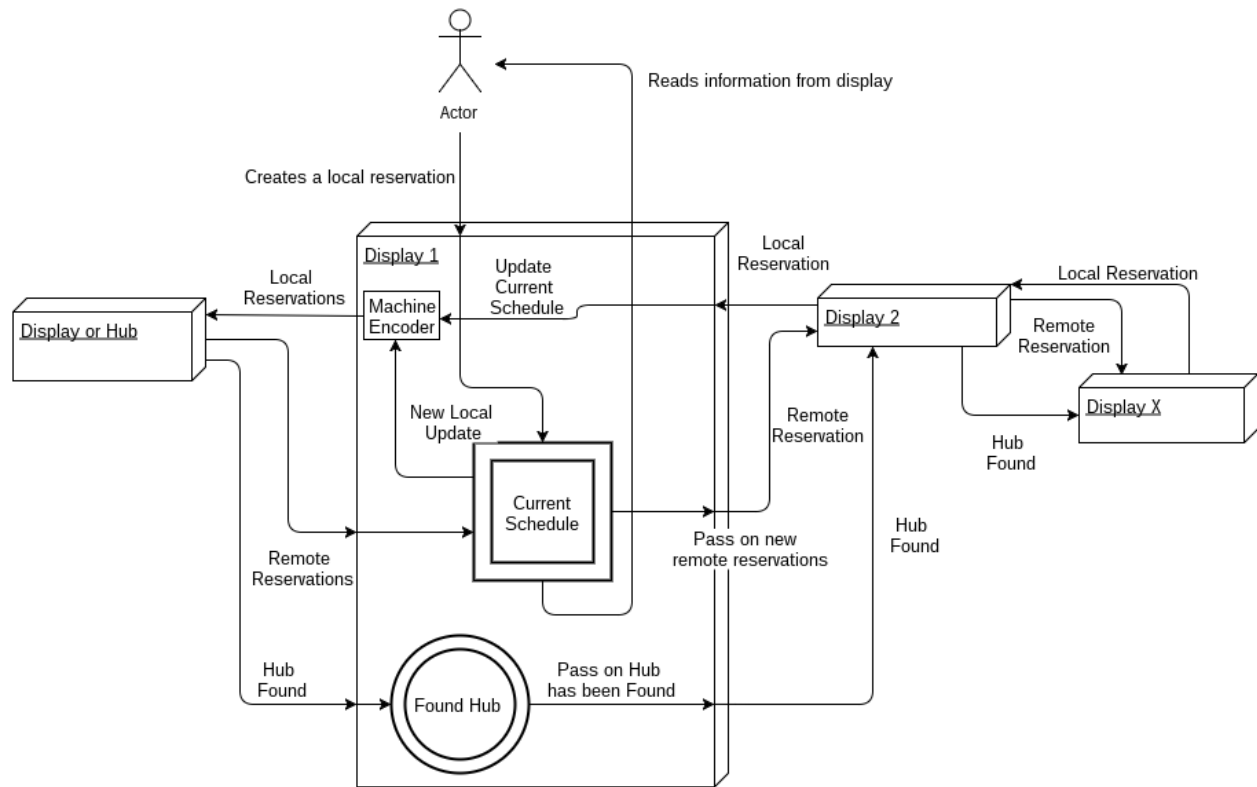 Reads information from display
Actor
Creates a local reservation
Display 1
Update
Current
Schedule
Local
Reservation
Local
Reservations
Machine
Encoder
Local Reservation
Display or Hub
Display 2
Remote
Reservation
Display X
New Local
Update
Remote
Reservation
Hub
Found
Current
Schedule
Remote
Reservations
Pass on new
remote reservations
Hub
Found
Hub
Found
Found Hub
Pass on Hub
has been Found